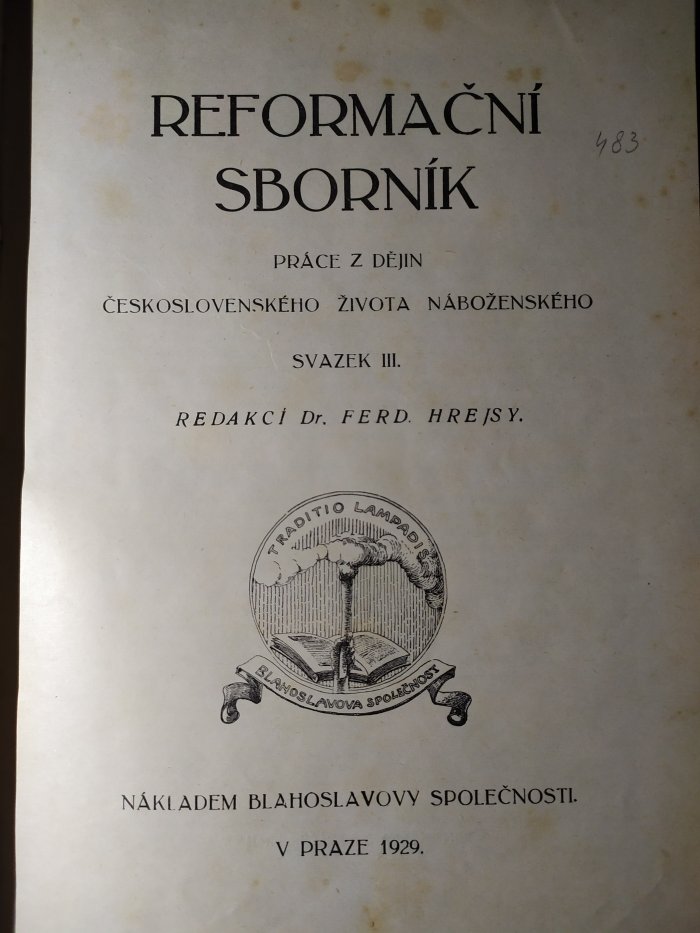 REFORMAČNÍ
483
SBORNÍK
PRÁCE Z DĚJIN
ČESKOSLOVENSKÉHO ŽIVOTA NÁBOŽENSKÉHO
SVAZEK III.
REDAKCÍ Dr. FERD. HREJSY.
TRADITIO LAMPADIS
BLAHOSLAVOVA SPOLEČNOST
NÁKLADEM BLAHOSLAVOVY SPOLEČNOSTI.
V PRAZE 1929.